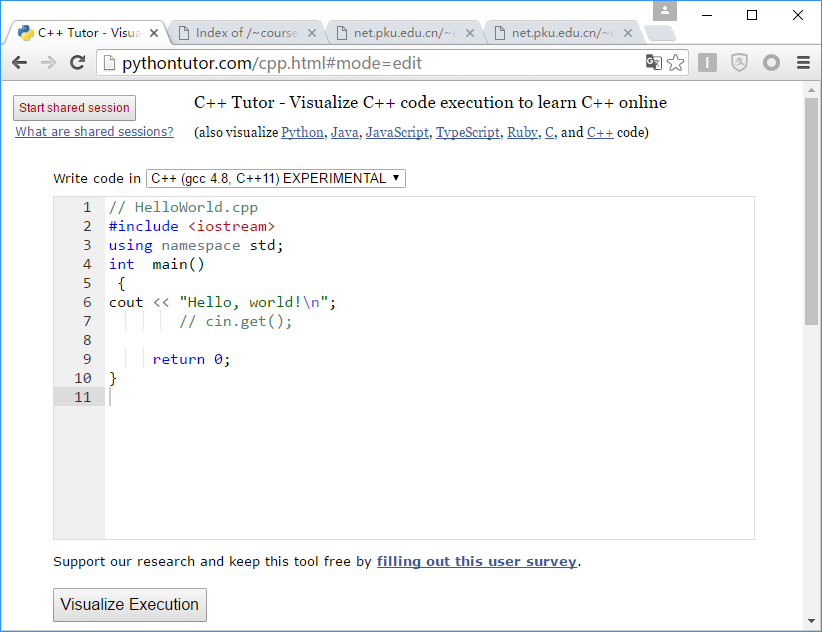 C++ Tutor - Visua
Index of /~course
net.pku.edu.cn/~c
net.pku.edu.cn/~c
pythontutor.com/cpp.html#mode=edit
Start shared session
What are shared sessions?
C++ Tutor - Visualize C++ code execution to learn C++ online
(also visualize Python, Java, JavaScript, TypeScript, Ruby, C, and C++ code)
Write code in C++ (gcc 4.8, C++11) EXPERIMENTAL
1 // HelloWorld.cpp
2 #include <iostream>
3 using namespace std;
4 int  main()
5  {
6 cout << "Hello, world!\n";
7         // cin.get();
8
9      return 0;
10 }
11
Support our research and keep this tool free by filling out this user survey.
Visualize Execution